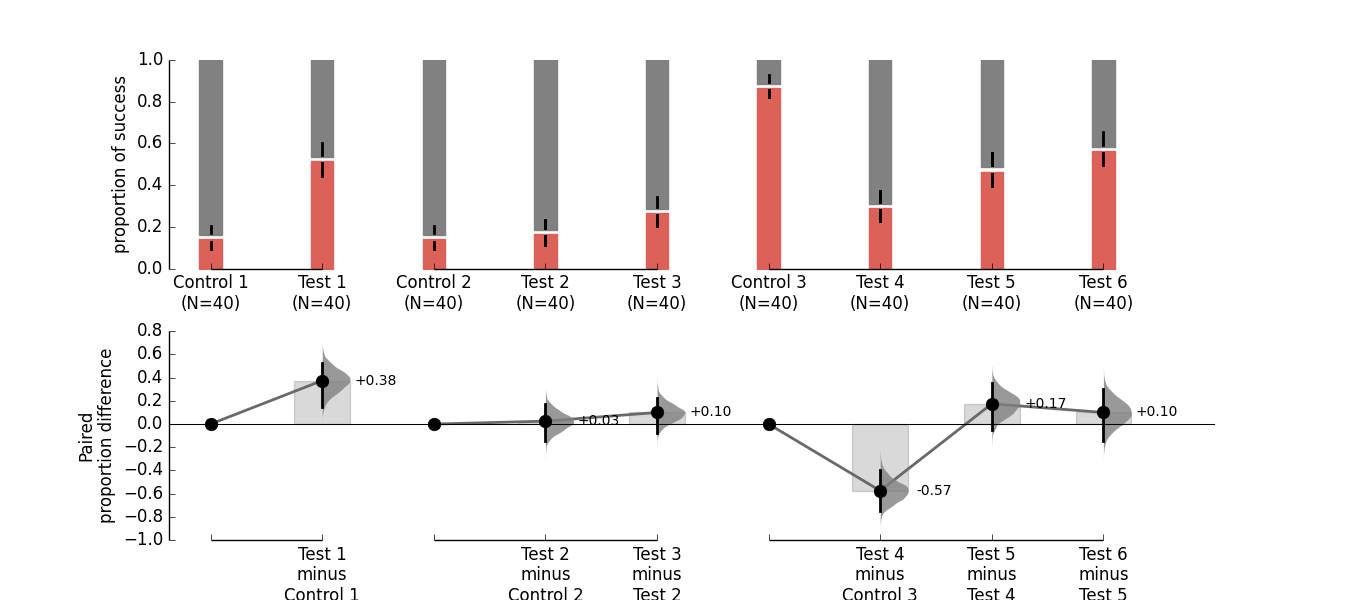 proportion of success
1.0
0.8
0.6
0.4
0.2
0.0
Control 1 Test 1 Control 2 Test 2 Test 3 Control 3 Test 4 Test 5 Test 6
(N=40) (N=40) (N=40) (N=40) (N=40) (N=40) (N=40) (N=40) (N=40)
Paired
proportion difference
0.8
0.6
0.4
0.2
0.0
−0.2
−0.4
−0.6
−0.8
−1.0
+0.38
+0.03
+0.10
-0.57
+0.17
+0.10
Test 1 Test 2 Test 3 Test 4 Test 5 Test 6
minus minus minus minus minus minus
Control 1 Control 2 Test 2 Control 3 Test 4 Test 5